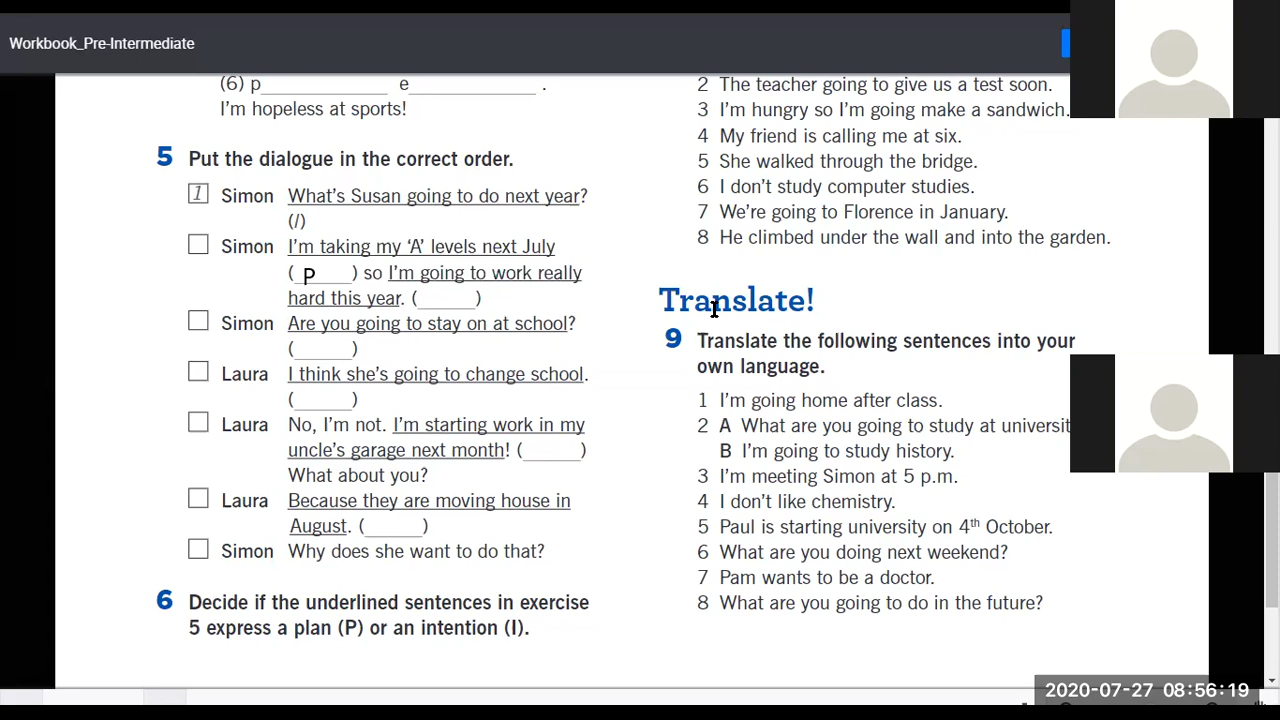 Workbook_Pre-Intermediate
(6) p______________ e______________ .
I'm hopeless at sports!
5 Put the dialogue in the correct order.
1 Simon What's Susan going to do next year?
(I)
Simon I'm taking my 'A' levels next July
( P ) so I'm going to work really
hard this year. (______)
Simon Are you going to stay on at school?
(______)
Laura I think she's going to change school.
(______)
Laura No, I'm not. I'm starting work in my
uncle's garage next month! (______)
What about you?
Laura Because they are moving house in
August. (______)
Simon Why does she want to do that?
6 Decide if the underlined sentences in exercise
5 express a plan (P) or an intention (I).
2 The teacher going to give us a test soon.
3 I'm hungry so I'm going make a sandwich.
4 My friend is calling me at six.
5 She walked through the bridge.
6 I don't study computer studies.
7 We're going to Florence in January.
8 He climbed under the wall and into the garden.
Translate!
9 Translate the following sentences into your
own language.
1 I'm going home after class.
2 A What are you going to study at universit
B I'm going to study history.
3 I'm meeting Simon at 5 p.m.
4 I don't like chemistry.
5 Paul is starting university on 4th October.
6 What are you doing next weekend?
7 Pam wants to be a doctor.
8 What are you going to do in the future?
2020-07-27 08:56:19